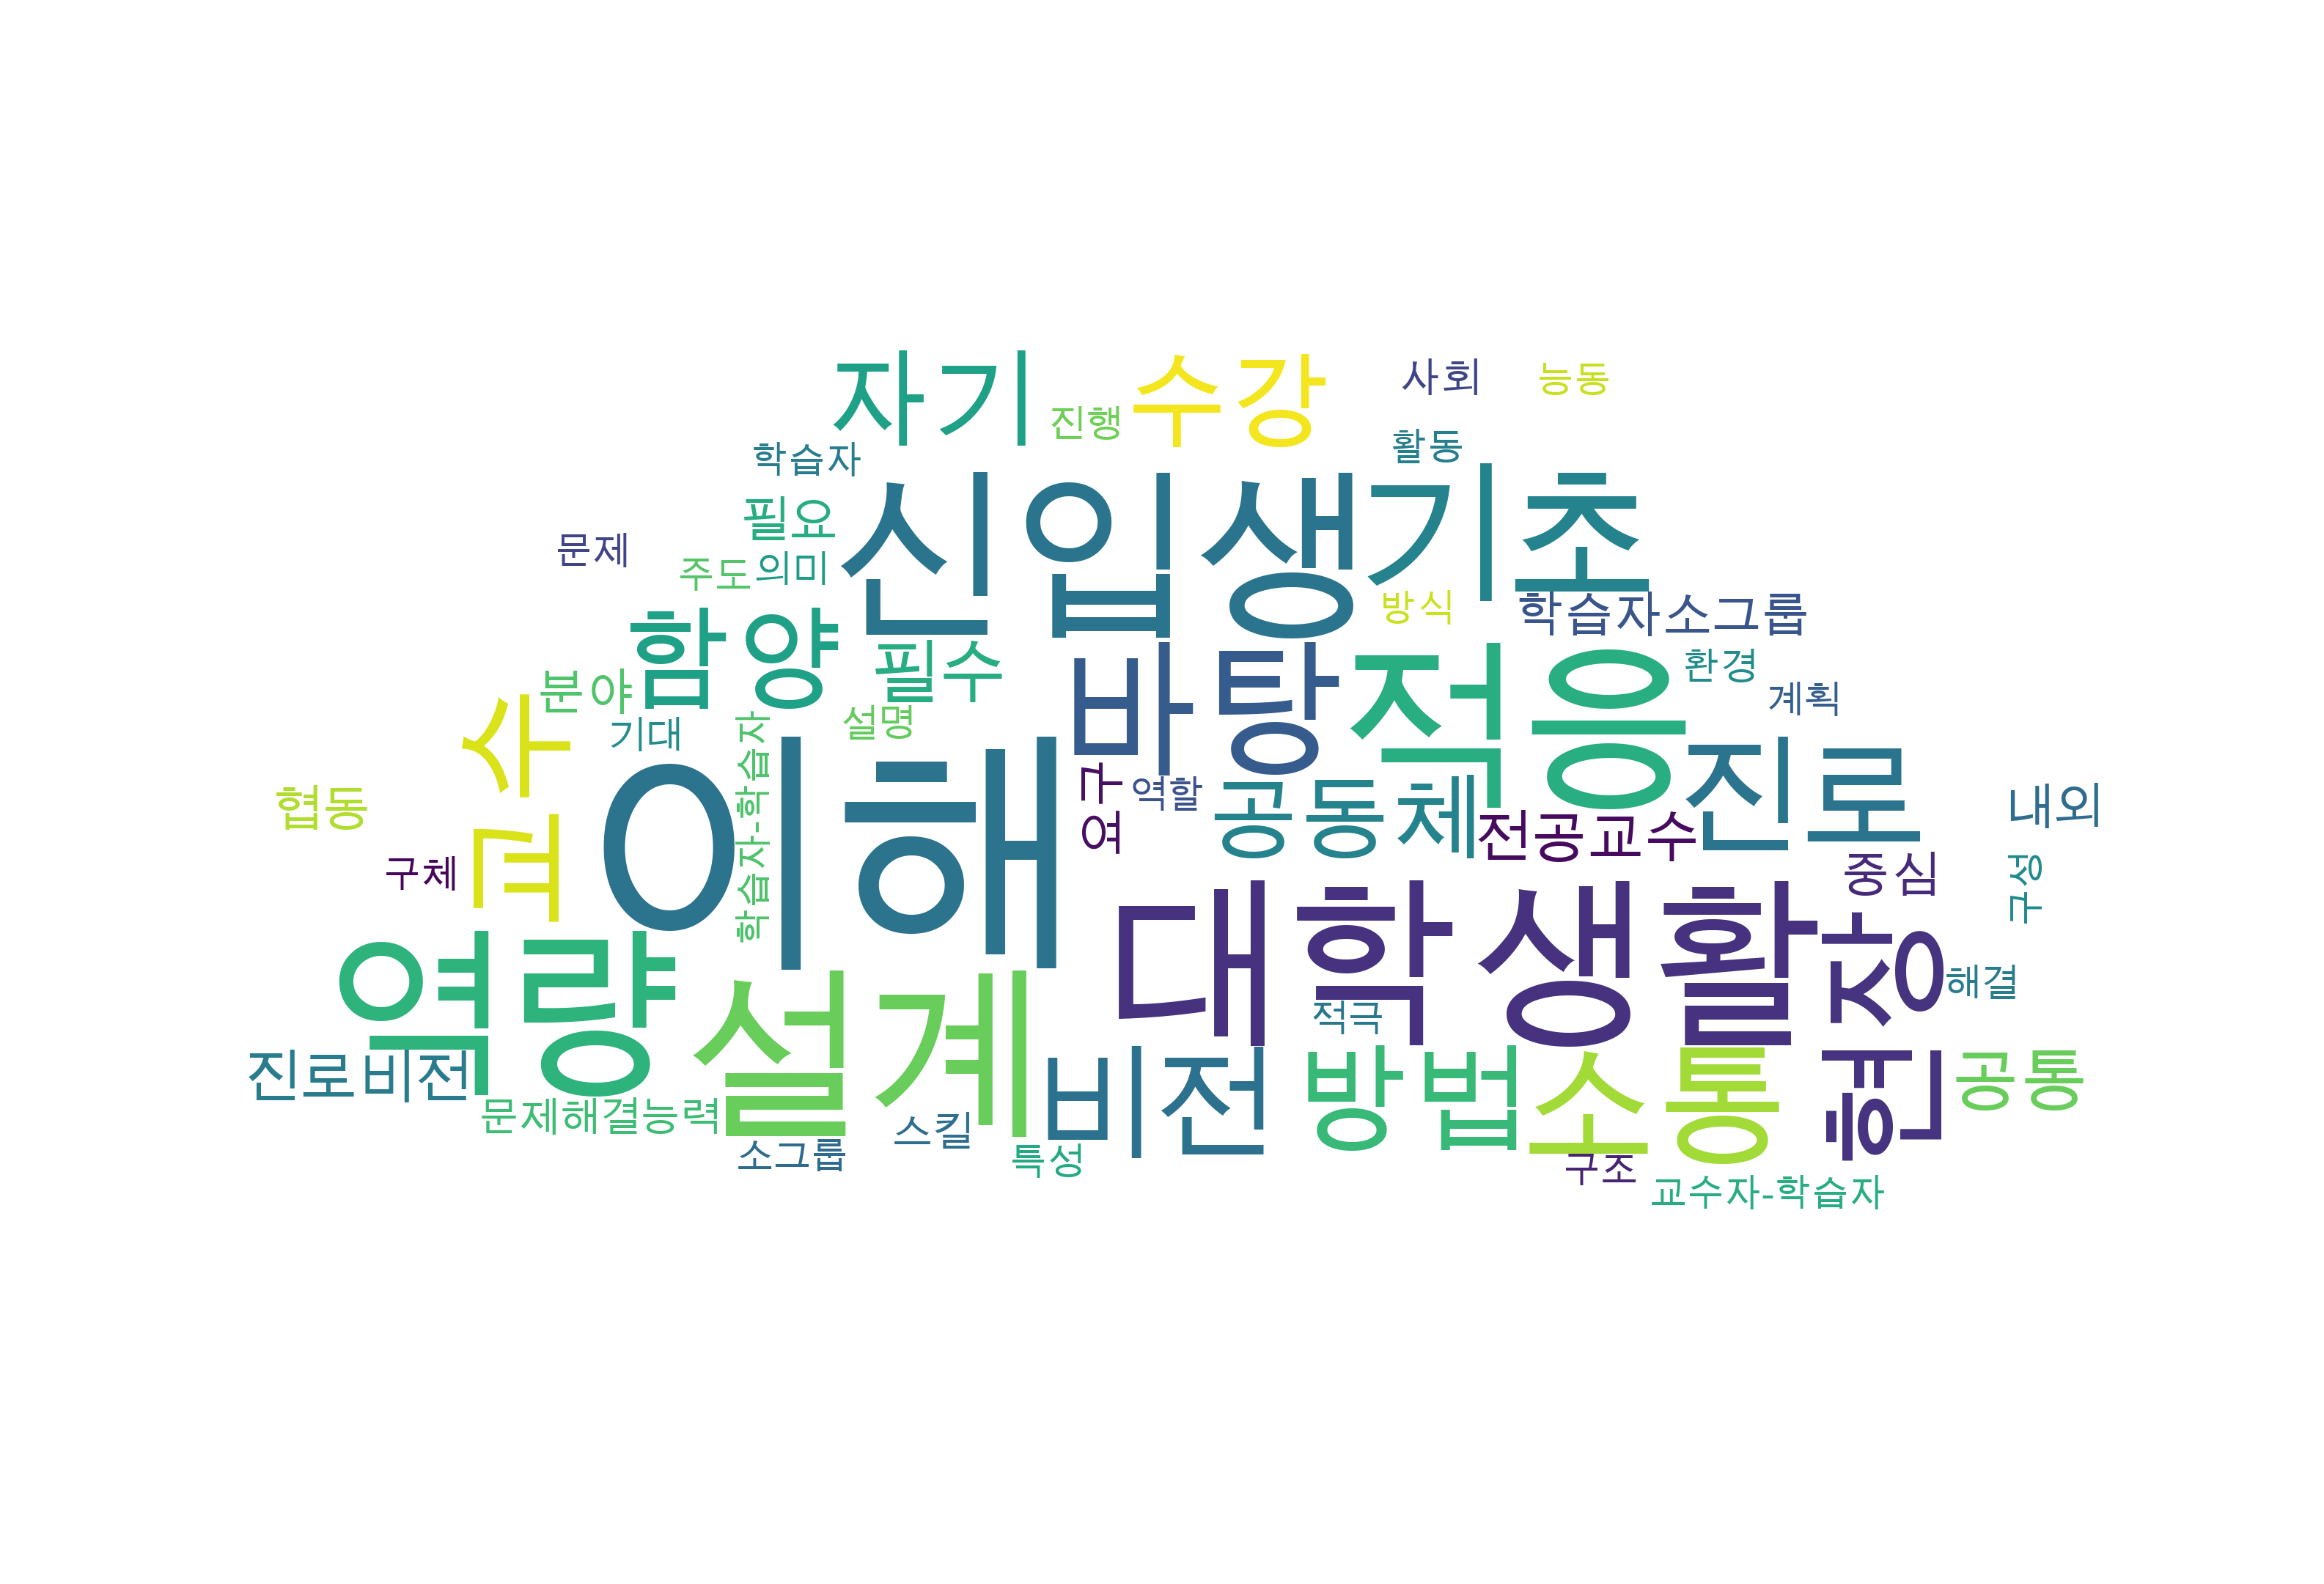 자기
진행
수강
사회
능동
활동
학습자
신입생
기초
필요
문제
주도
의미
방식
학습자소그룹
함양
필수
바탕
적응
환경
계획
분야
기대
설명
교수
학습자-학습자
이해
연구
역할
공동체
전공교수
진로
협동
내외
구체
중심
구성
역량
설계
대학생활
형성
해결
적극
진로비전
비전
방법
소통
공통
문제해결능력
소그룹
스킬
특성
구조
교수자-학습자